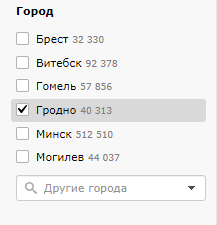 Город
Брест 32 330
Витебск 92 378
Гомель 57 856
Гродно 40 313
Минск 512 510
Могилев 44 037
Другие города